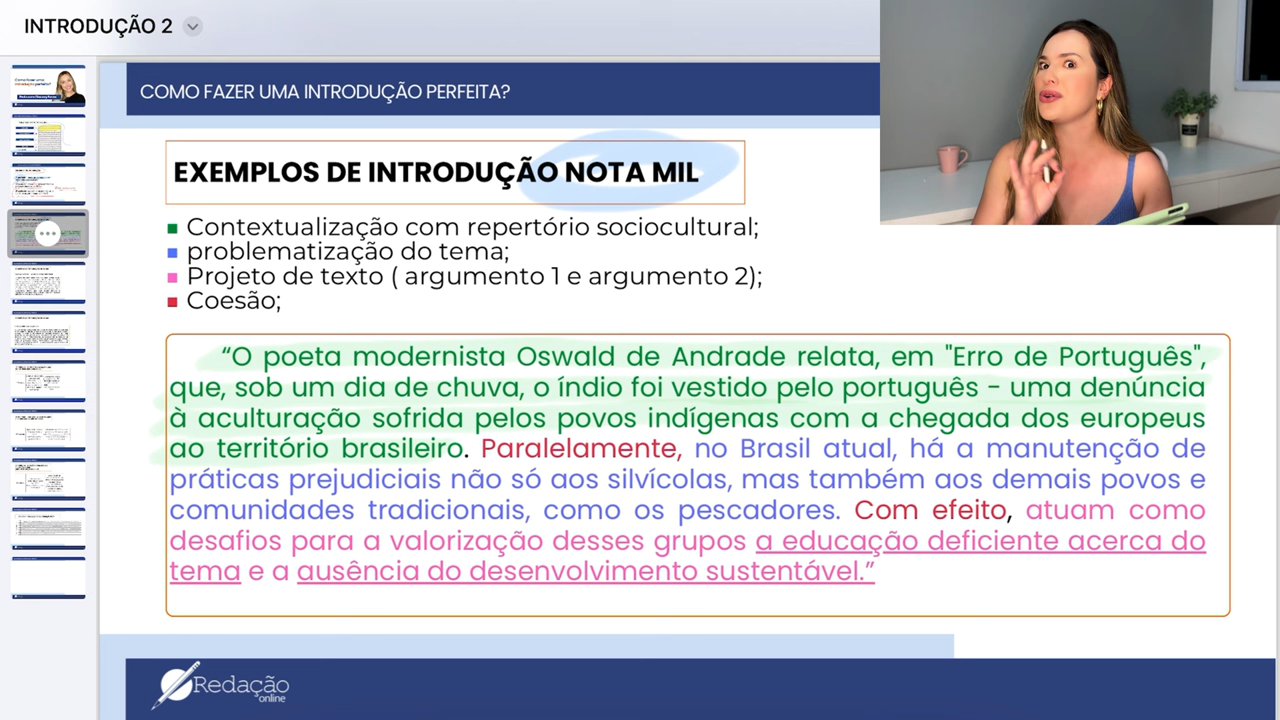 INTRODUÇÃO 2
COMO FAZER UMA INTRODUÇÃO PERFEITA?
EXEMPLOS DE INTRODUÇÃO NOTA MIL
Contextualização com repertório sociocultural;
problematização do tema;
Projeto de texto ( argumento 1 e argumento 2);
Coesão;
“O poeta modernista Oswald de Andrade relata, em "Erro de Português",
que, sob um dia de chuva, o índio foi vestido pelo português - uma denúncia
à aculturação sofrida pelos povos indígenas com a chegada dos europeus
ao território brasileiro. Paralelamente, no Brasil atual, há a manutenção de
práticas prejudiciais não só aos silvícolas, mas também aos demais povos e
comunidades tradicionais, como os pescadores. Com efeito, atuam como
desafios para a valorização desses grupos a educação deficiente acerca do
tema e a ausência do desenvolvimento sustentável.”
Redação
online